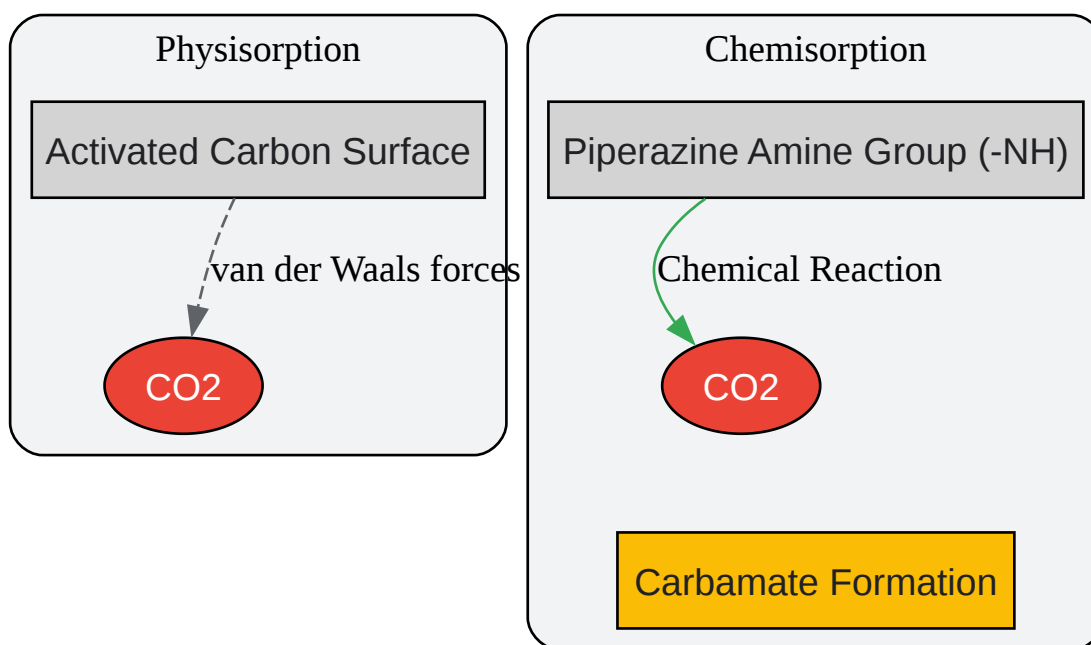 Physisorption
Activated Carbon Surface
van der Waals forces
CO2
Chemisorption
Piperazine Amine Group (-NH)
Chemical Reaction
CO2
Carbamate Formation